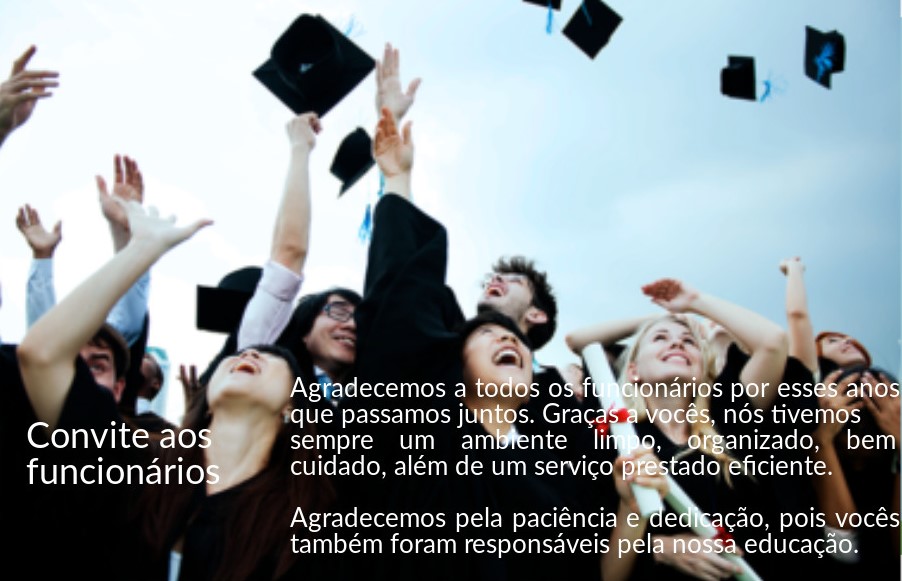 Convite aos
funcionários
Agradecemos a todos os funcionários por esses anos
que passamos juntos. Graças a vocês, nós tivemos
sempre um ambiente limpo, organizado, bem
cuidado, além de um serviço prestado eficiente.
Agradecemos pela paciência e dedicação, pois vocês
também foram responsáveis pela nossa educação.